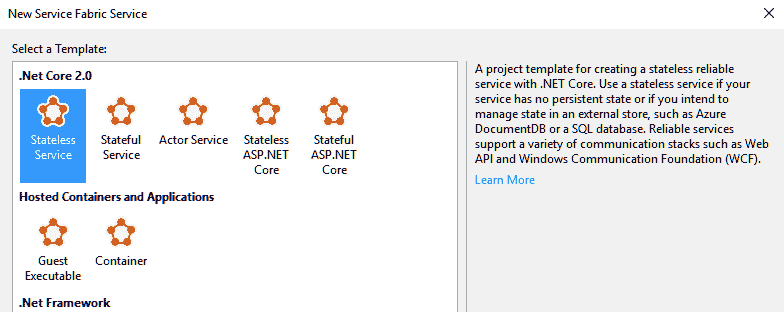 New Service Fabric Service
Select a Template:
.Net Core 2.0
Stateless
Service
Stateful
Service
Actor Service
Stateless
ASP.NET
Core
Stateful
ASP.NET
Core
Hosted Containers and Applications
Guest
Executable
Container
.Net Framework
A project template for creating a stateless reliable
service with .NET Core. Use a stateless service if your
service has no persistent state or if you intend to
manage state in an external store, such as Azure
DocumentDB or a SQL database. Reliable services
support a variety of communication stacks such as Web
API and Windows Communication Foundation (WCF).
Learn More